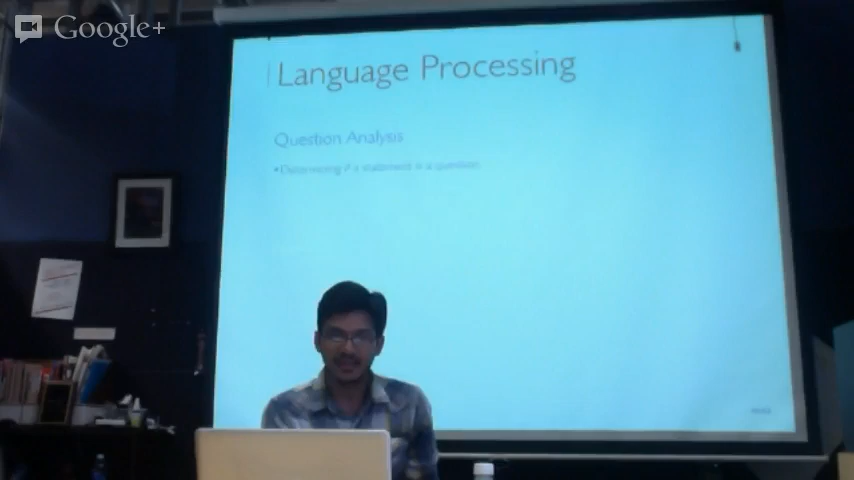 Google+
Language Processing
Question Analysis
• Determining if a statement is a question